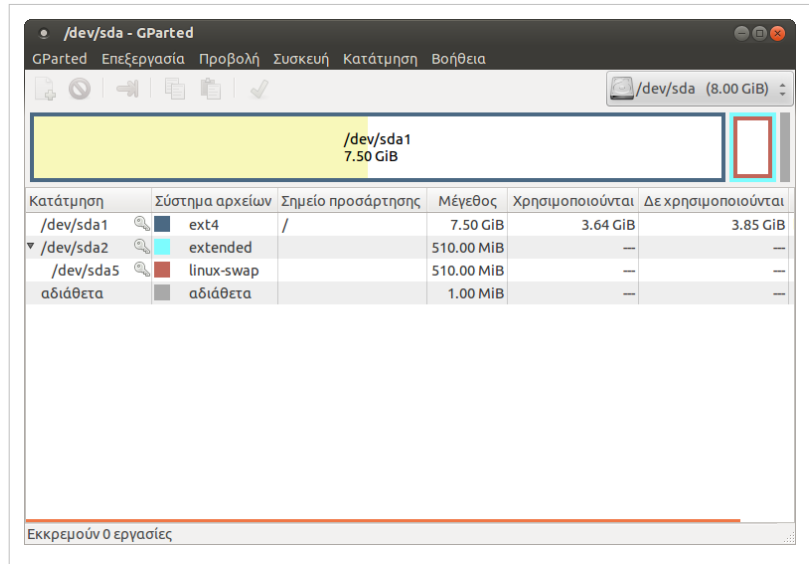 /dev/sda - GParted
GParted Επεξεργασία Προβολή Συσκευή Κατάτμηση Βοήθεια
/dev/sda (8.00 GiB)
/dev/sda1
7.50 GiB
Κατάτμηση Σύστημα αρχείων Σημείο προσάρτησης Μέγεθος Χρησιμοποιούνται Δε χρησιμοποιούνται
/dev/sda1 ext4 / 7.50 GiB 3.64 GiB 3.85 GiB
/dev/sda2 extended 510.00 MiB --- ---
/dev/sda5 linux-swap 510.00 MiB --- ---
αδιάθετα αδιάθετα 1.00 MiB --- ---
Εκκρεμούν 0 εργασίες